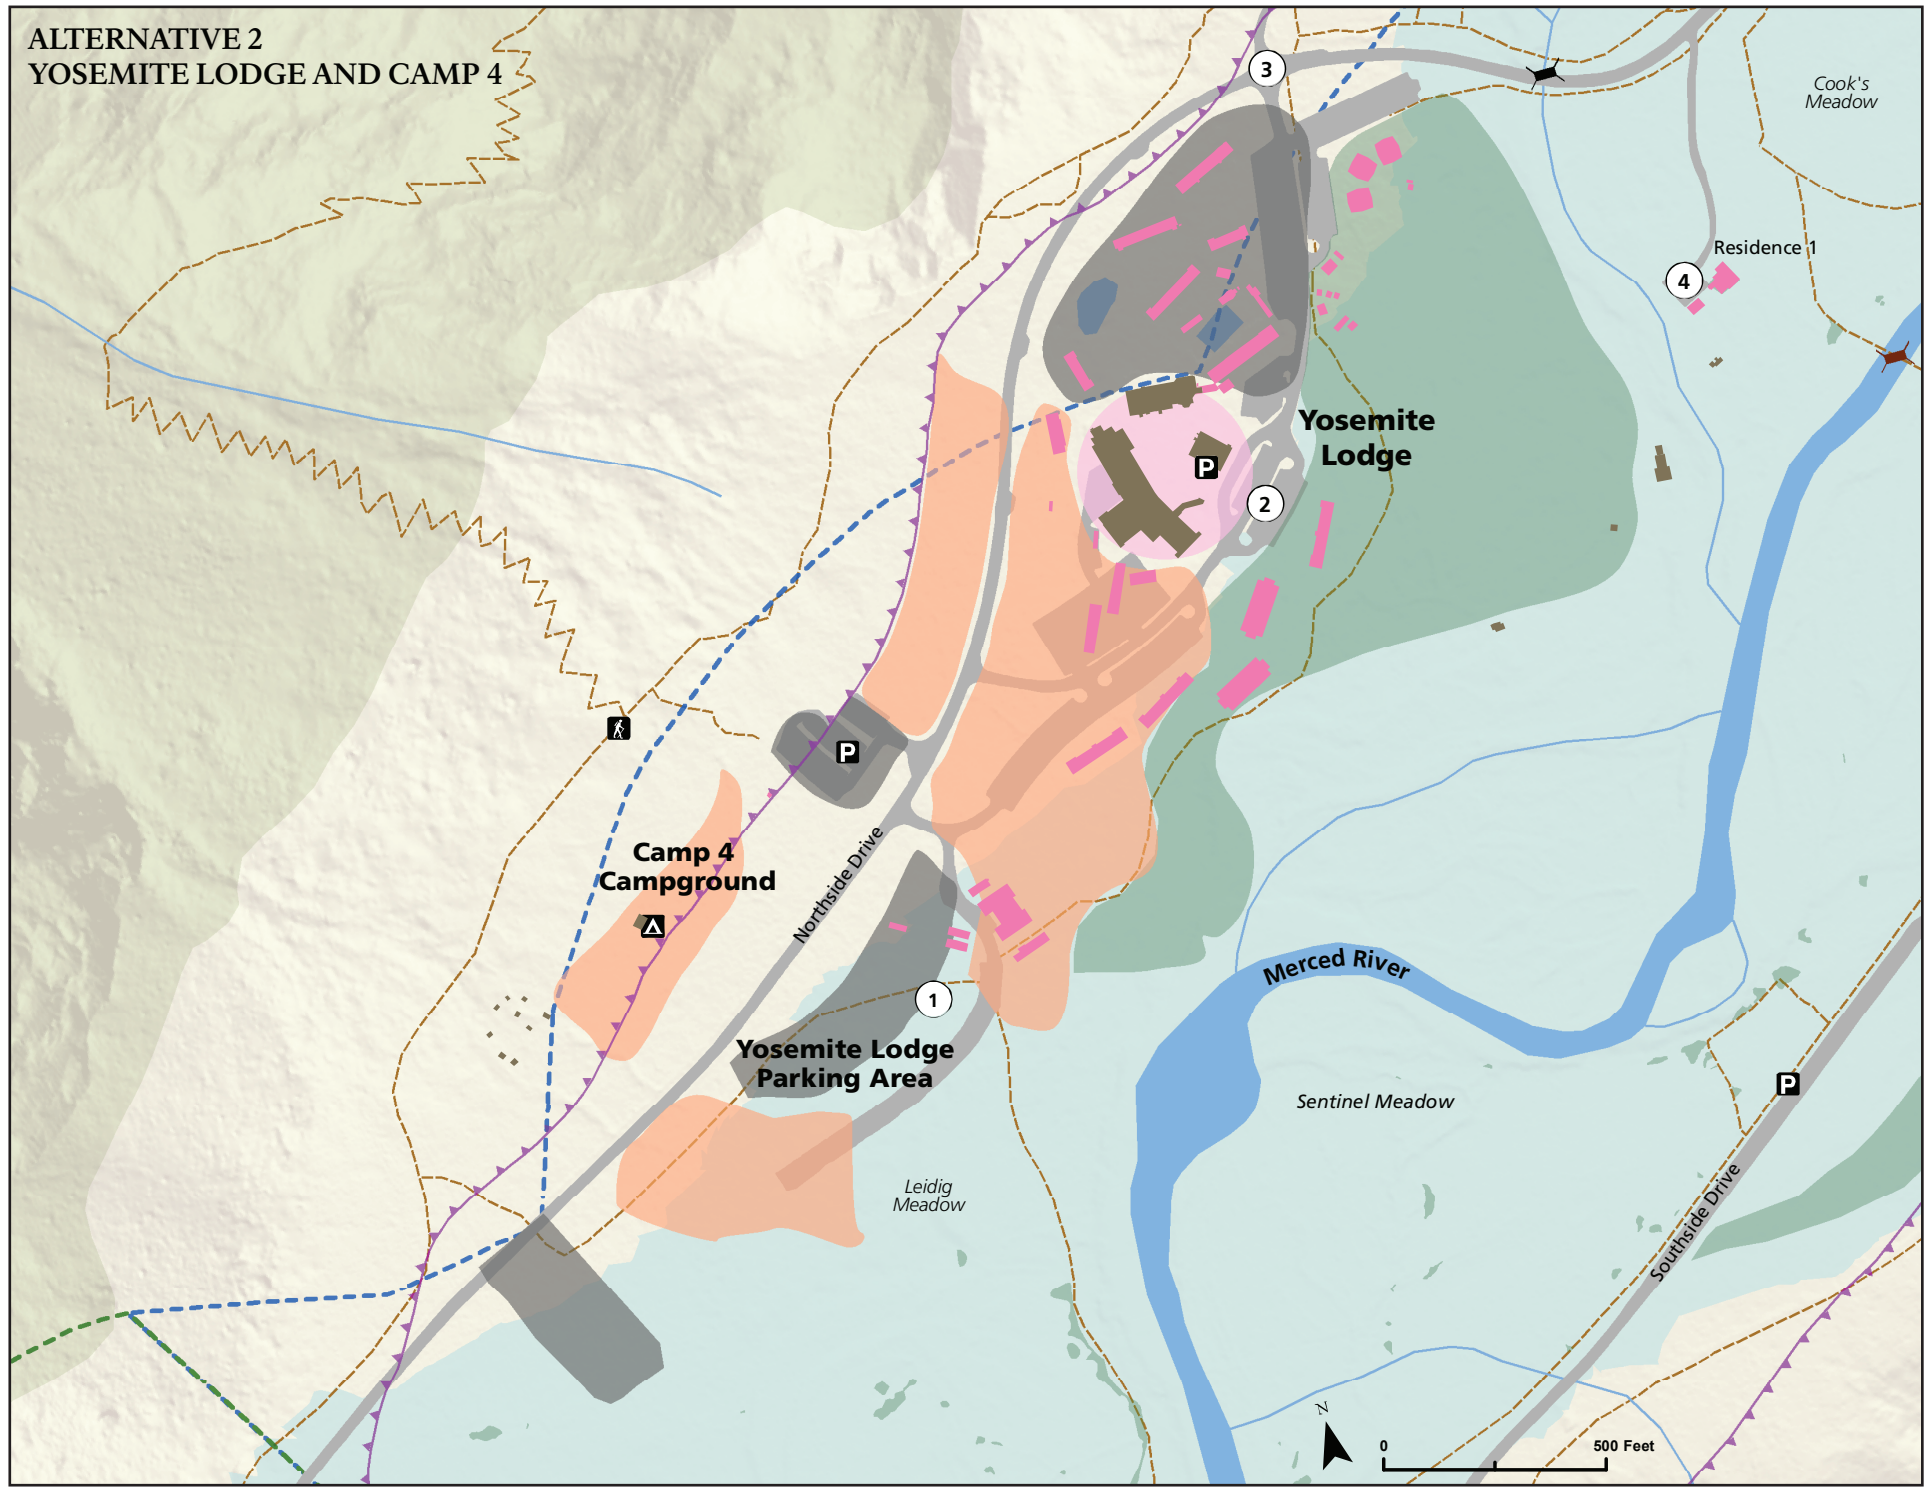 ALTERNATIVE 2
YOSEMITE LODGE AND CAMP 4
3
Cook's
Meadow
Residence 1
4
Yosemite
Lodge
P
2
P
Camp 4
Campground
Northside Drive
1
Merced River
Yosemite Lodge
Parking Area
P
Sentinel Meadow
Leidig
Meadow
Southside Drive
N
0
500 Feet